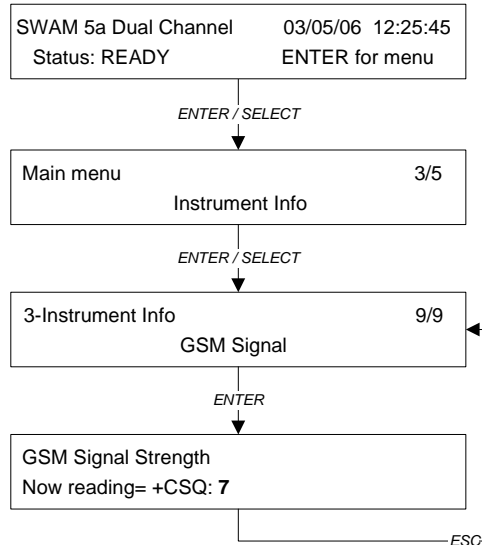 SWAM 5a Dual Channel 03/05/06 12:25:45
Status: READY ENTER for menu
ENTER / SELECT
Main menu 3/5
Instrument Info
ENTER / SELECT
3-Instrument Info 9/9
GSM Signal
ENTER
GSM Signal Strength
Now reading= +CSQ: 7
ESC